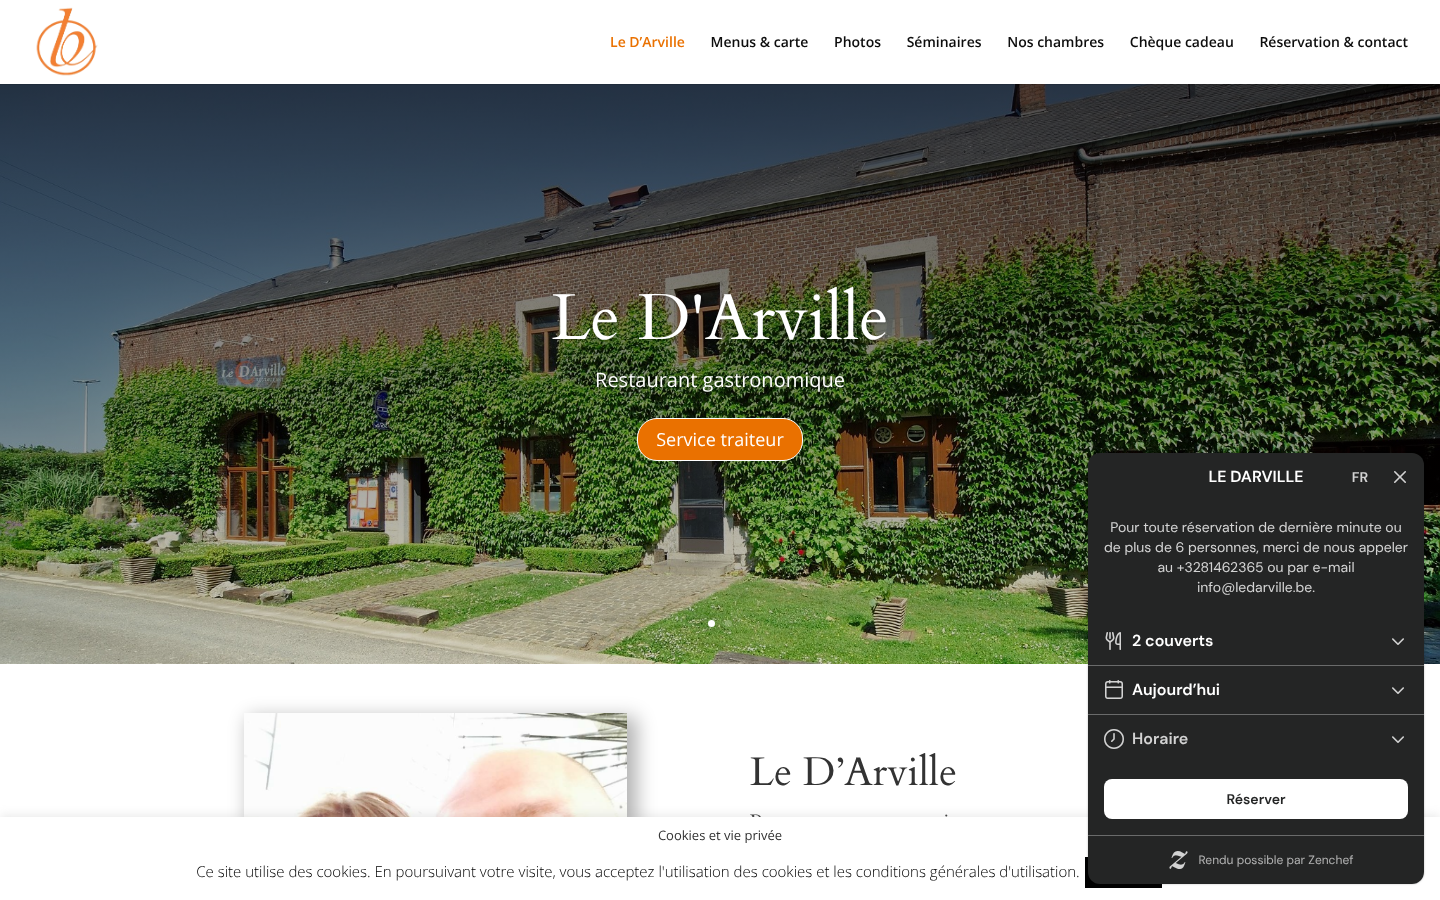 Le D’Arville
Menus & carte
Photos
Séminaires
Nos chambres
Chèque cadeau
Réservation & contact
Le D'Arville
Le D'Arville
Restaurant gastronomique
Service traiteur
LE DARVILLE
FR
Pour toute réservation de dernière minute ou
de plus de 6 personnes, merci de nous appeler
au +3281462365 ou par e-mail
info@ledarville.be.
2 couverts
Aujourd’hui
Horaire
Réserver
Rendu possible par Zenchef
Le D’Arville
Cookies et vie privée
Ce site utilise des cookies. En poursuivant votre visite, vous acceptez l'utilisation des cookies et les conditions générales d'utilisation.